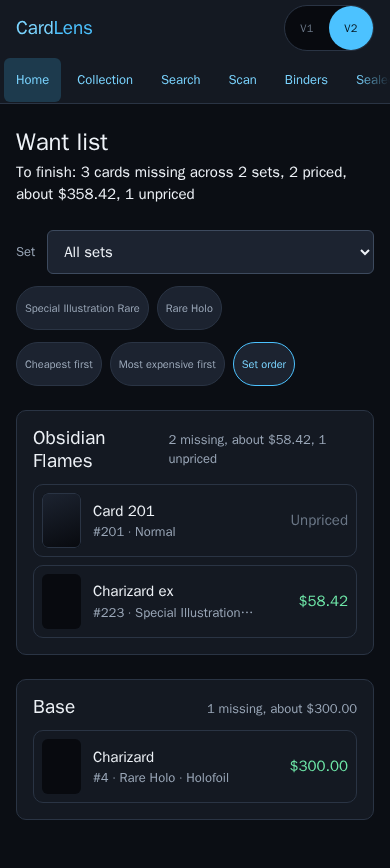 CardLens
V1 V2
Home Collection Search Scan Binders Seale
Want list
To finish: 3 cards missing across 2 sets, 2 priced,
about $358.42, 1 unpriced
Set All sets
Special Illustration Rare Rare Holo
Cheapest first Most expensive first Set order
Obsidian
Flames
2 missing, about $58.42, 1
unpriced
Card 201
#201 · Normal
Unpriced
Charizard ex
#223 · Special Illustration···
$58.42
Base
1 missing, about $300.00
Charizard
#4 · Rare Holo · Holofoil
$300.00